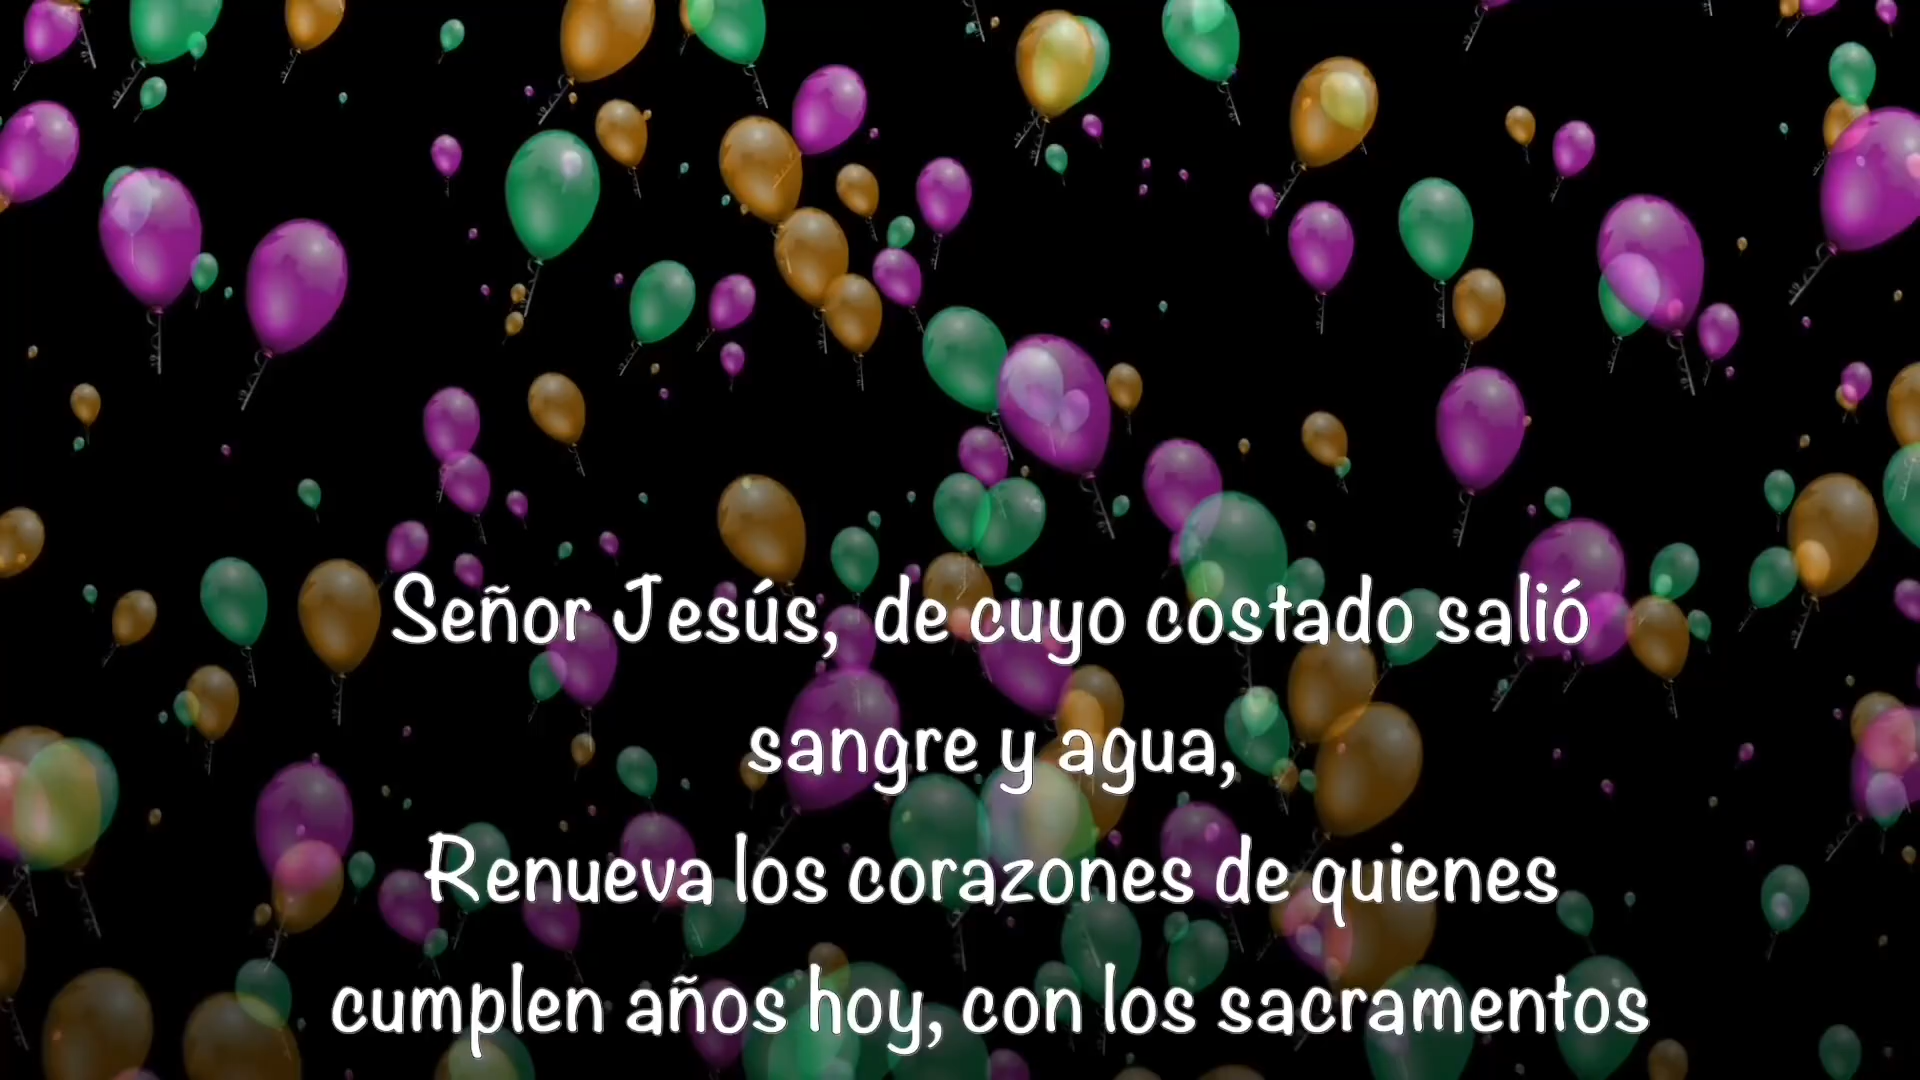 Señor Jesús, de cuyo costado salió
sangre y agua,
Renueva los corazones de quienes
cumplen años hoy, con los sacramentos